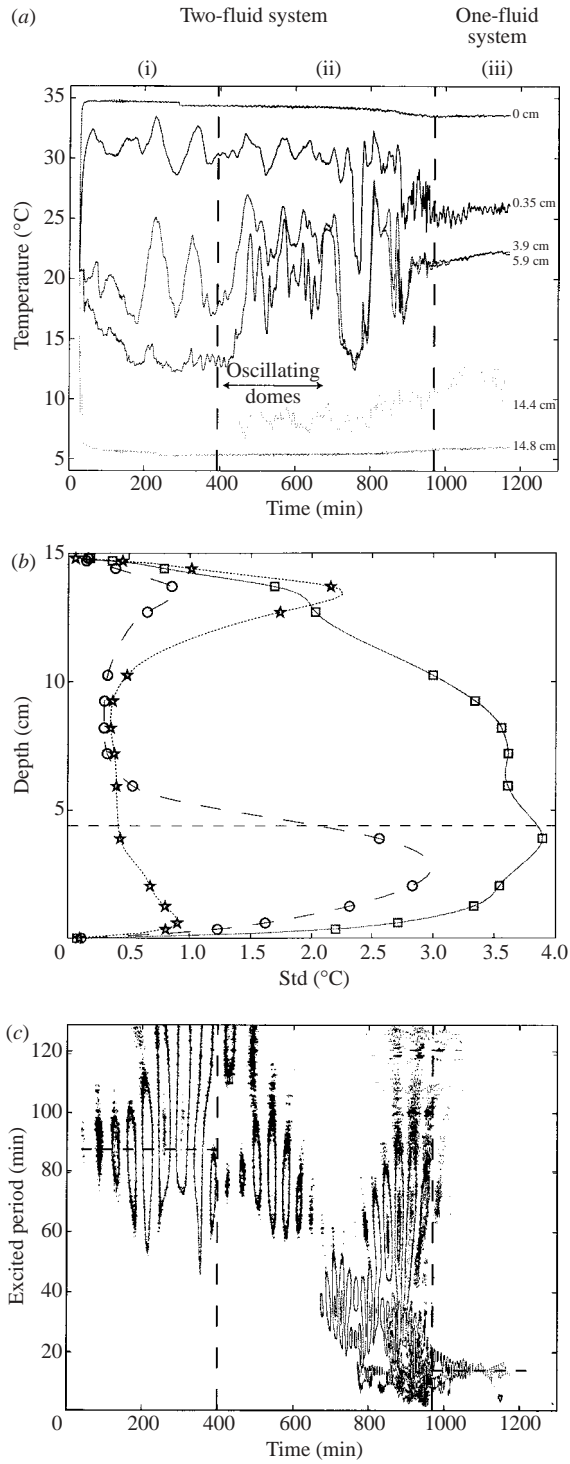 (a)
Two-fluid system
One-fluid
system
(i)
(ii)
(iii)
35
30
25
20
15
10
5
Temperature (°C)
0 cm
0.35 cm
3.9 cm
5.9 cm
14.4 cm
14.8 cm
Oscillating
domes
0
200
400
600
800
1000
1200
Time (min)
(b)
15
10
5
0
Depth (cm)
0.5
1.0
1.5
2.0
2.5
3.0
3.5
4.0
Std (°C)
(c)
120
100
80
60
40
20
0
Excited period (min)
200
400
600
800
1000
1200
Time (min)